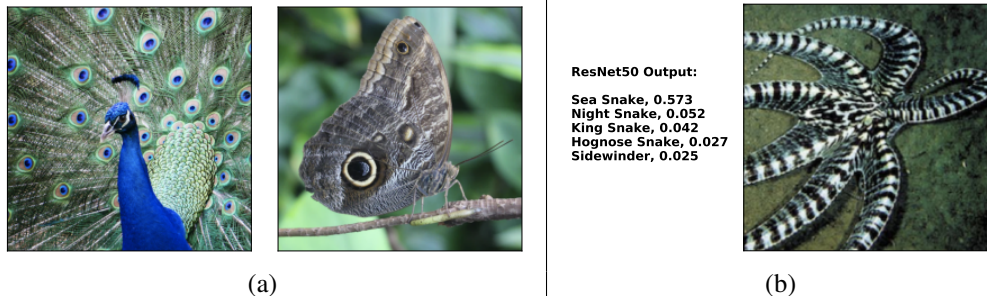 ResNet50 Output:
Sea Snake, 0.573
Night Snake, 0.052
King Snake, 0.042
Hognose Snake, 0.027
Sidewinder, 0.025
(a)
(b)